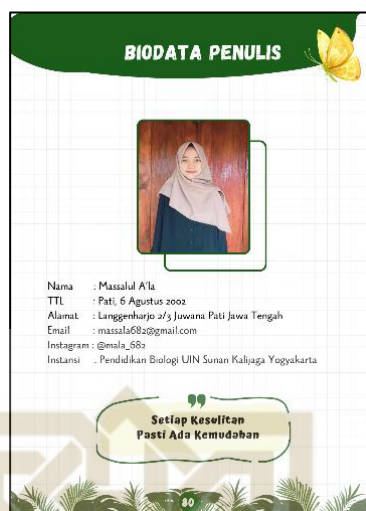 BIODATA PENULIS
Nama : Massalul A'la
TTL : Pati, 6 Agustus 2002
Alamat : Langgenharjo 2/3 Juwana Pati Jawa Tengah
Email : massala682@gmail.com
Instagram : @mala_682
Instansi : Pendidikan Biologi UIN Sunan Kalijaga Yogyakarta
Setiap Kesulitan
Pasti Ada Kemudahan
80